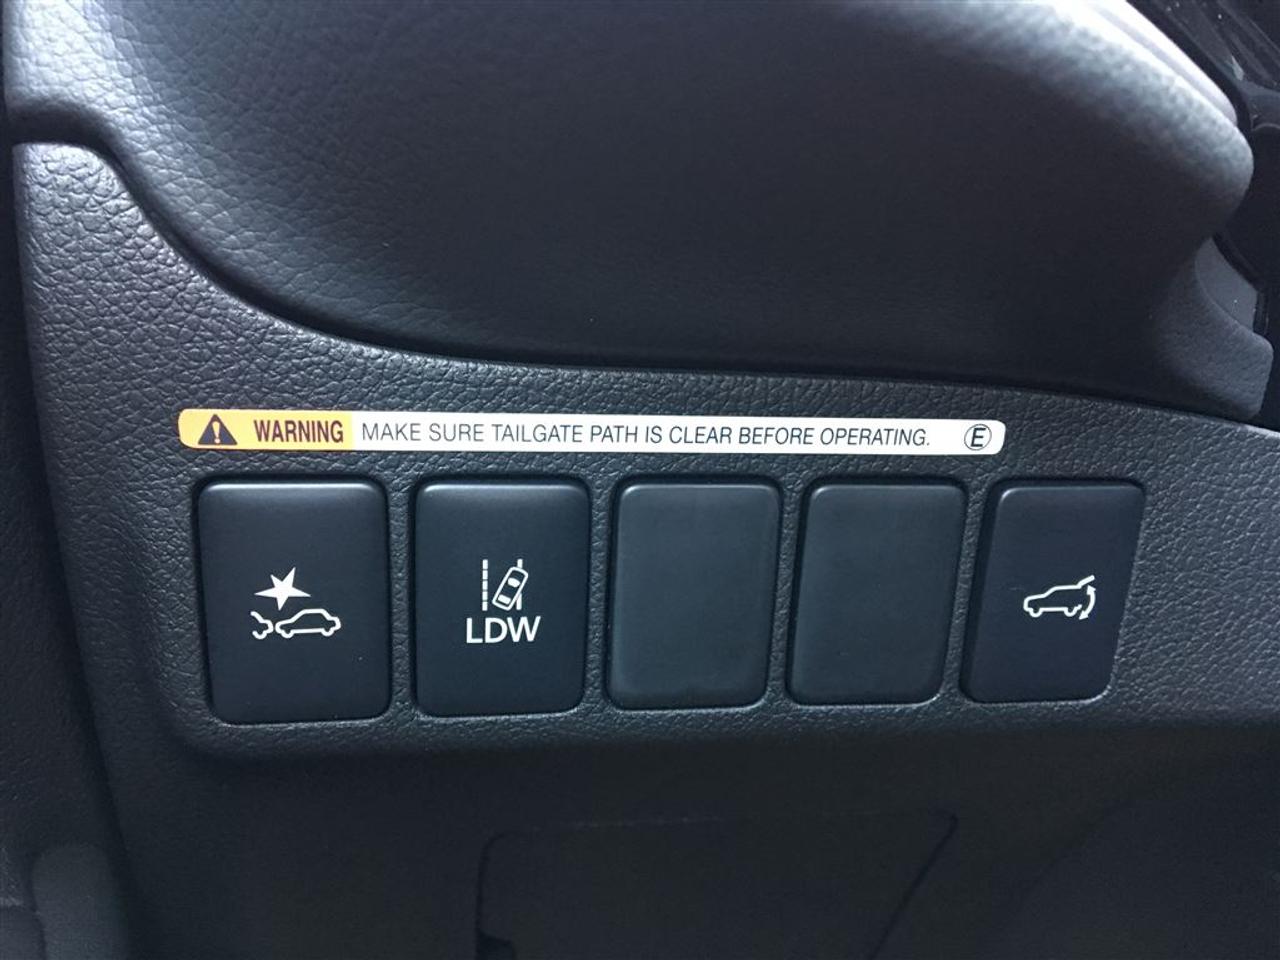 WARNING MAKE SURE TAILGATE PATH IS CLEAR BEFORE OPERATING. E
LDW